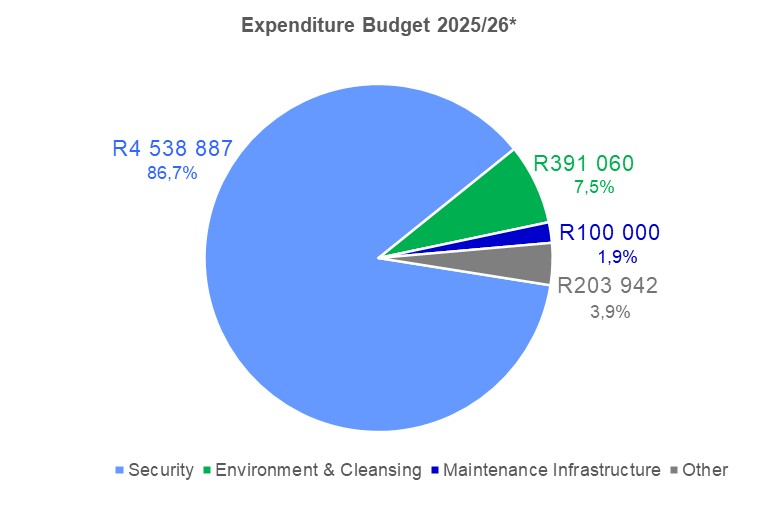 Expenditure Budget 2025/26*
R4 538 887
86,7%
R391 060
7,5%
R100 000
1,9%
R203 942
3,9%
Security Environment & Cleansing Maintenance Infrastructure Other